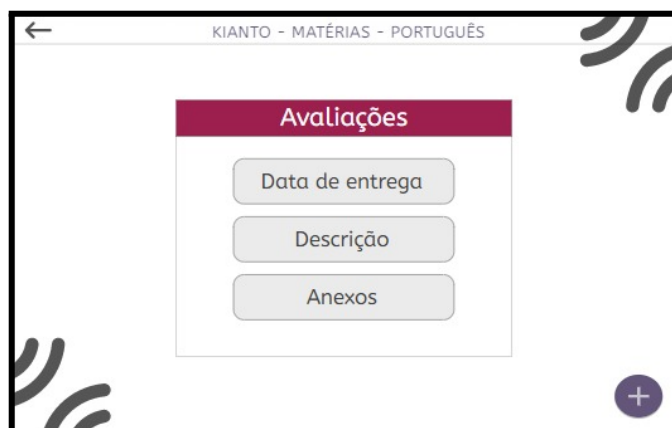 KIANTO - MATÉRIAS - PORTUGUÊS
Avaliações
Data de entrega
Descrição
Anexos